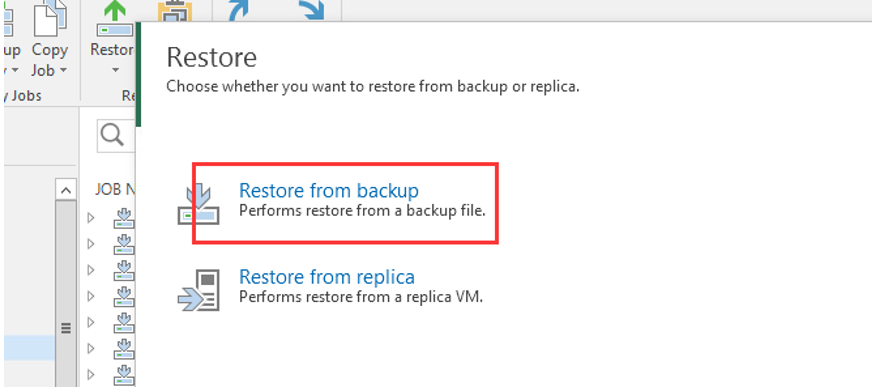 up Copy Restor
Job
y Jobs Re
Restore
Choose whether you want to restore from backup or replica.
JOB N
Restore from backup
Performs restore from a backup file.
Restore from replica
Performs restore from a replica VM.